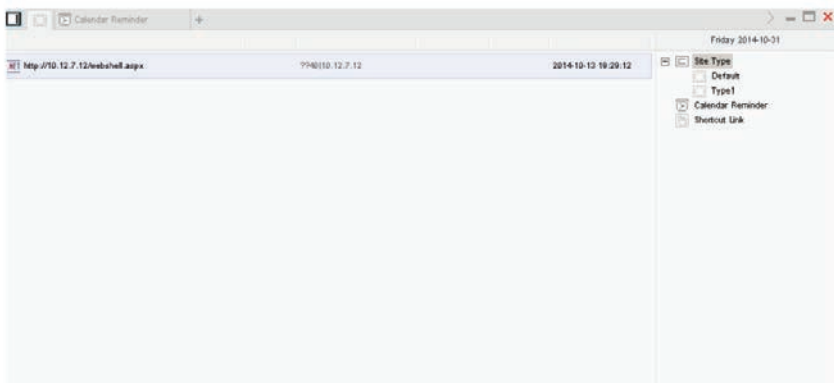 Calendar Reminder +
Friday 2014-10-31
http://10.12.7.12/webshell.aspx 10.12.7.12 2014-10-13 19:29:12
Site Type
Default
Type1
Calendar Reminder
Shortcut Link